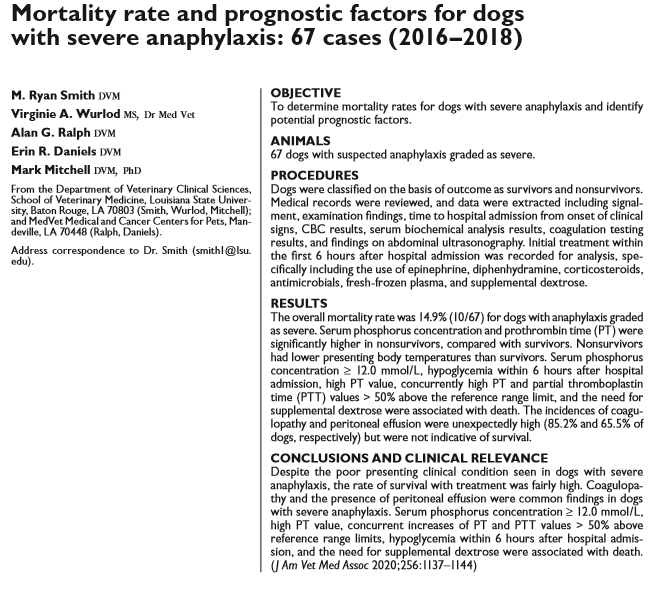 Mortality rate and prognostic factors for dogs
with severe anaphylaxis: 67 cases (2016–2018)
M. Ryan Smith DVM
Virginie A. Wurlod MS, Dr Med Vet
Alan G. Ralph DVM
Erin R. Daniels DVM
Mark Mitchell DVM, PhD
From the Department of Veterinary Clinical Sciences,
School of Veterinary Medicine, Louisiana State Univer-
sity, Baton Rouge, LA 70803 (Smith, Wurlod, Mitchell);
and MedVet Medical and Cancer Centers for Pets, Man-
deville, LA 70448 (Ralph, Daniels).
Address correspondence to Dr. Smith (smith1@lsu.
edu).
OBJECTIVE
To determine mortality rates for dogs with severe anaphylaxis and identify
potential prognostic factors.
ANIMALS
67 dogs with suspected anaphylaxis graded as severe.
PROCEDURES
Dogs were classified on the basis of outcome as survivors and nonsurvivors.
Medical records were reviewed, and data were extracted including signal-
ment, examination findings, time to hospital admission from onset of clinical
signs, CBC results, serum biochemical analysis results, coagulation testing
results, and findings on abdominal ultrasonography. Initial treatment within
the first 6 hours after hospital admission was recorded for analysis, spe-
cifically including the use of epinephrine, diphenhydramine, corticosteroids,
antimicrobials, fresh-frozen plasma, and supplemental dextrose.
RESULTS
The overall mortality rate was 14.9% (10/67) for dogs with anaphylaxis graded
as severe. Serum phosphorus concentration and prothrombin time (PT) were
significantly higher in nonsurvivors, compared with survivors. Nonsurvivors
had lower presenting body temperatures than survivors. Serum phosphorus
concentration ≥ 12.0 mmol/L, hypoglycemia within 6 hours after hospital
admission, high PT value, concurrently high PT and partial thromboplastin
time (PTT) values > 50% above the reference range limit, and the need for
supplemental dextrose were associated with death. The incidences of coagu-
lopathy and peritoneal effusion were unexpectedly high (85.2% and 65.5% of
dogs, respectively) but were not indicative of survival.
CONCLUSIONS AND CLINICAL RELEVANCE
Despite the poor presenting clinical condition seen in dogs with severe
anaphylaxis, the rate of survival with treatment was fairly high. Coagulopa-
thy and the presence of peritoneal effusion were common findings in dogs
with severe anaphylaxis. Serum phosphorus concentration ≥ 12.0 mmol/L,
high PT value, concurrent increases of PT and PTT values > 50% above
reference range limits, hypoglycemia within 6 hours after hospital admis-
sion, and the need for supplemental dextrose were associated with death.
(J Am Vet Med Assoc 2020;256:1137–1144)